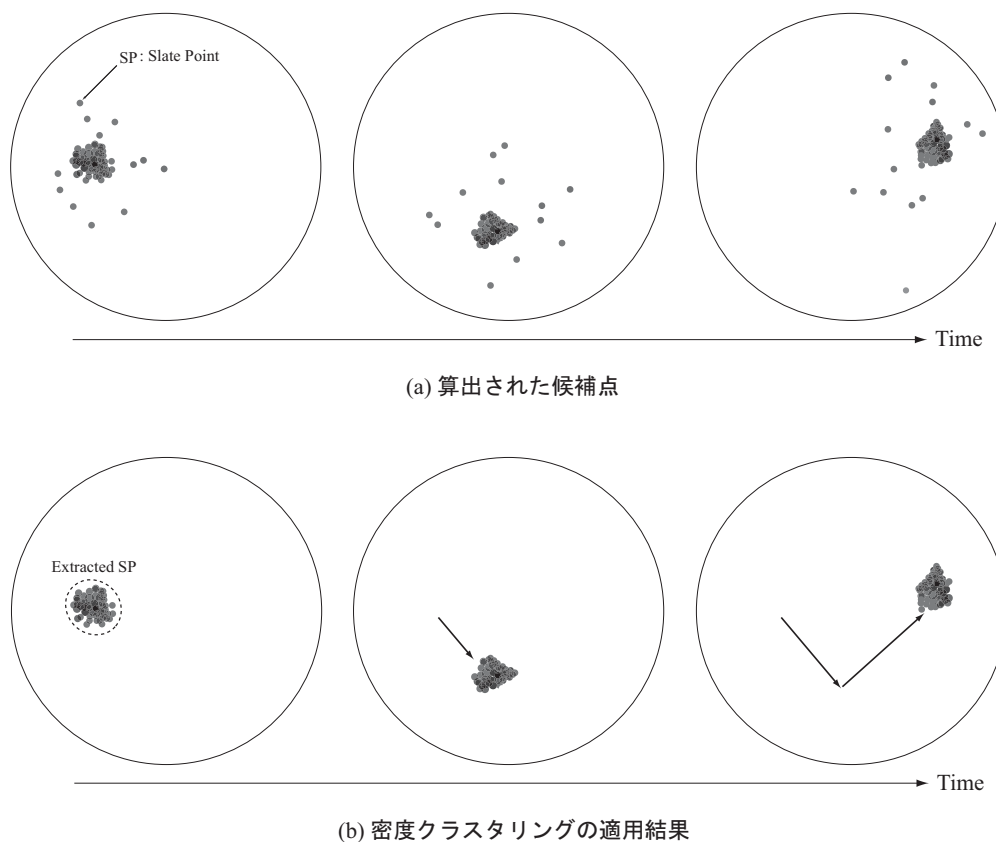 SP : Slate Point
Time
(a) 算出された候補点
Extracted SP
Time
(b) 密度クラスタリングの適用結果